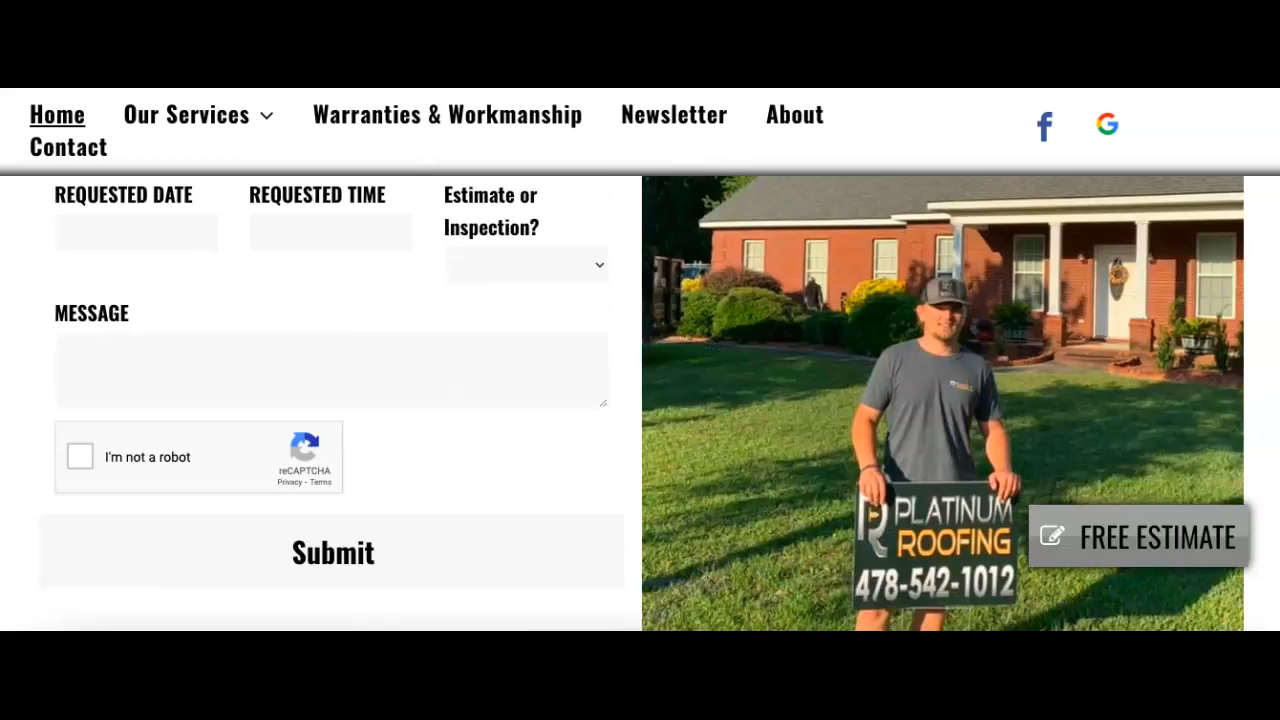 Home Our Services Warranties & Workmanship Newsletter About
Contact
REQUESTED DATE REQUESTED TIME Estimate or
Inspection?
MESSAGE
I'm not a robot
reCAPTCHA
Privacy - Terms
Submit
PLATINUM
ROOFING
478-542-1012
FREE ESTIMATE